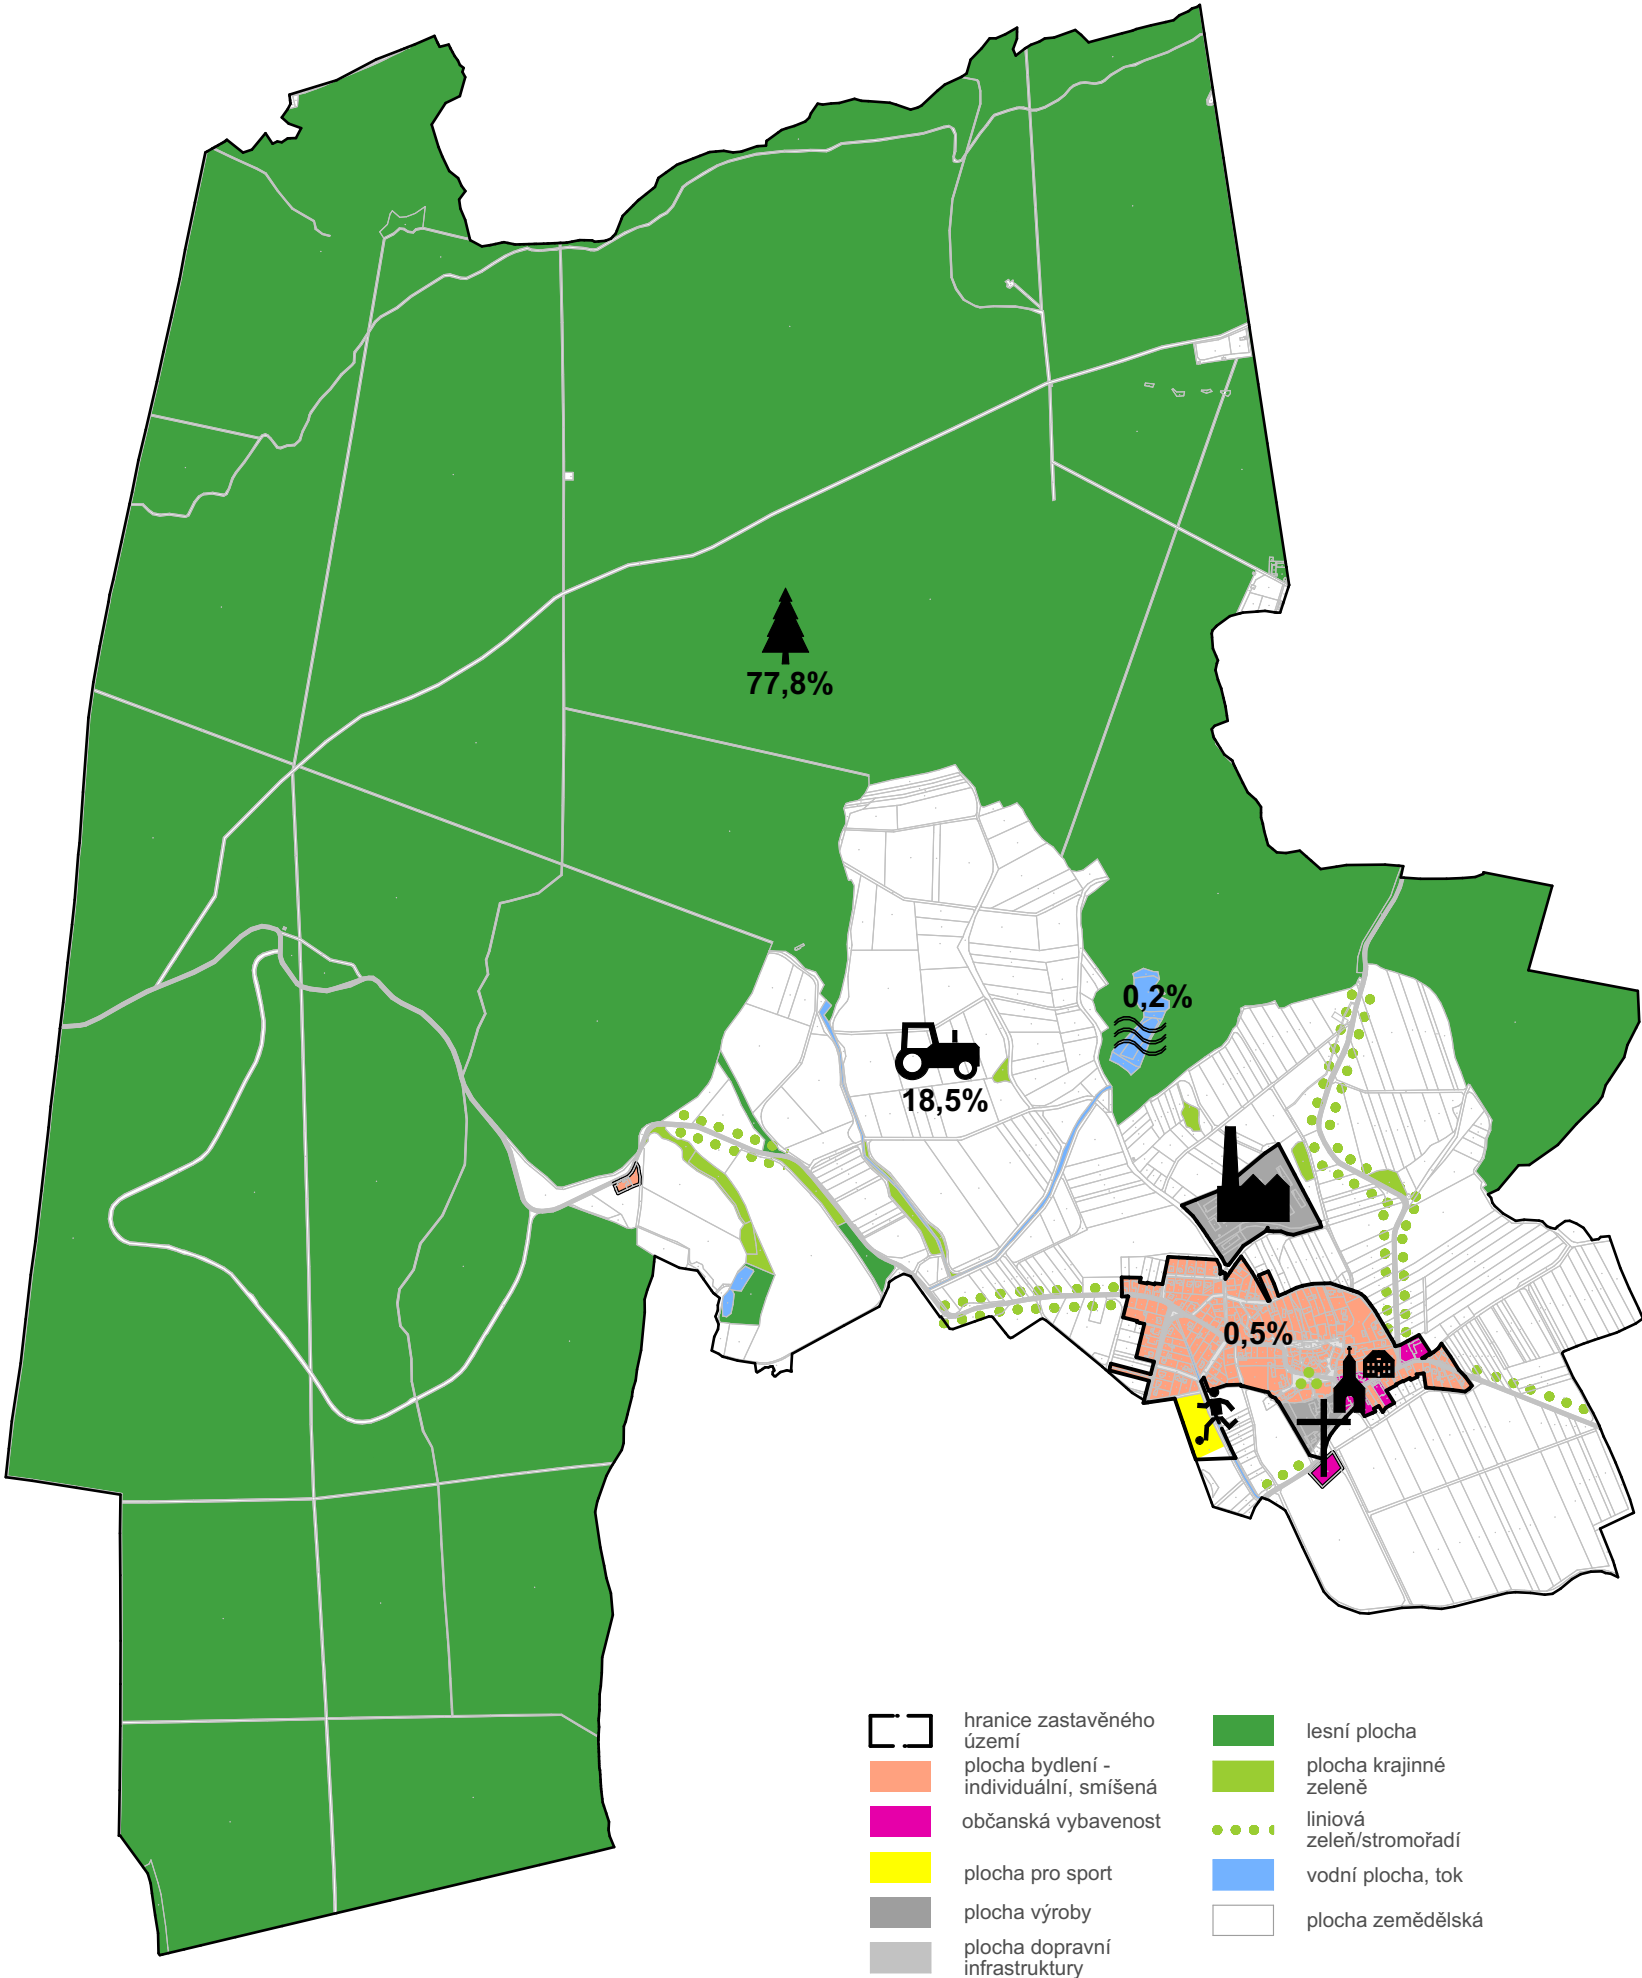 77,8%
0,2%
18,5%
0,5%
hranice zastavěného
území
plocha bydlení -
individuální, smíšená
občanská vybavenost
plocha pro sport
plocha výroby
plocha dopravní
infrastruktury
lesní plocha
plocha krajinné
zeleně
liniová
zeleň/stromořadí
vodní plocha, tok
plocha zemědělská